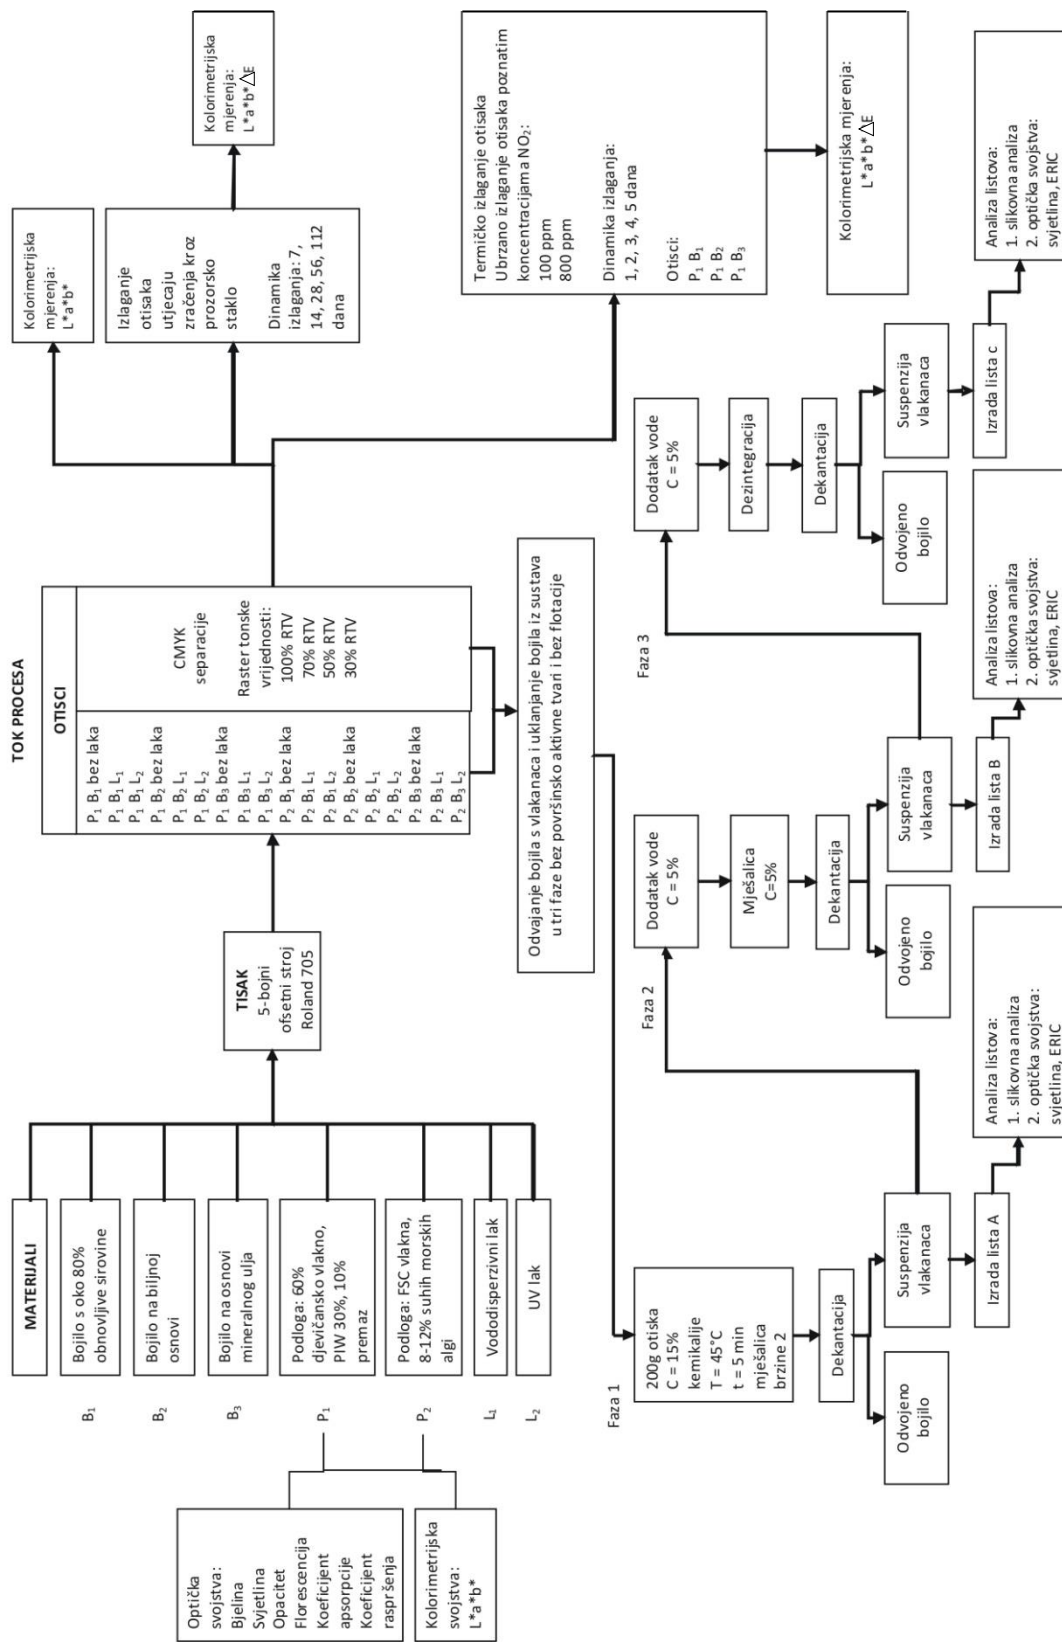 TOK PROCESA
Optička
svojstva:
Bjelina
Svjetlina
Opacitet
Florescencija
Koeficijent
apsorpcije
Koeficijent
raspršenja
Kolorimetrijska
svojstva:
L*a*b*
MATERIJALI
B₁
Bojilo s oko 80%
obnovljive sirovine
B₂
Bojilo na biljnoj
osnovi
B₃
Bojilo na osnovi
mineralnog ulja
P₁
Podloga: 60%
djevičansko vlakno,
PIW 30%, 10%
premaz
P₂
Podloga: FSC vlakna,
8-12% suhih morskih
algi
L₁
Vododisperzivni lak
L₂
UV lak
TISAK
5-bojni
ofsetni stroj
Roland 705
OTISCI
P₁ B₁ bez laka
P₁ B₁ L₁
P₁ B₁ L₂
P₁ B₂ bez laka
P₁ B₂ L₁
P₁ B₂ L₂
P₁ B₃ bez laka
P₁ B₃ L₁
P₁ B₃ L₂
P₂ B₁ bez laka
P₂ B₁ L₁
P₂ B₁ L₂
P₂ B₂ bez laka
P₂ B₂ L₁
P₂ B₂ L₂
P₂ B₃ bez laka
P₂ B₃ L₁
P₂ B₃ L₂
CMYK
separacije
Raster tonske
vrijednosti:
100% RTV
70% RTV
50% RTV
30% RTV
Kolorimetrijska
mjerenja:
L*a*b*
Izlaganje
otisaka
utjecaju
zračenja kroz
prozorsko
staklo
Dinamika
izlaganja: 7,
14, 28, 56, 112
dana
Kolorimetrijska
mjerenja:
L*a*b*△E
Termičko izlaganje otisaka
Ubrzano izlaganje otisaka poznatim
koncentracijama NO₂:
100 ppm
800 ppm
Dinamika izlaganja:
1, 2, 3, 4, 5 dana
Otisci:
P₁ B₁
P₁ B₂
P₁ B₃
Kolorimetrijska mjerenja:
L*a*b*△E
Odvajanje bojila s vlakanaca i uklanjanje bojila iz sustava
u tri faze bez površinsko aktivne tvari i bez flotacije
Faza 1
200g otiska
C = 15%
kemikalije
T = 45°C
t = 5 min
mješalica
brzine 2
Dekantacija
Odvojeno
bojilo
Suspenzija
vlakanaca
Izrada lista A
Analiza listova:
1. slikovna analiza
2. optička svojstva:
svjetlina, ERIC
Faza 2
Dodatak vode
C = 5%
Mješalica
C=5%
Dekantacija
Odvojeno
bojilo
Suspenzija
vlakanaca
Izrada lista B
Analiza listova:
1. slikovna analiza
2. optička svojstva:
svjetlina, ERIC
Faza 3
Dodatak vode
C = 5%
Dezintegracija
Dekantacija
Odvojeno
bojilo
Suspenzija
vlakanaca
Izrada lista c
Analiza listova:
1. slikovna analiza
2. optička svojstva:
svjetlina, ERIC